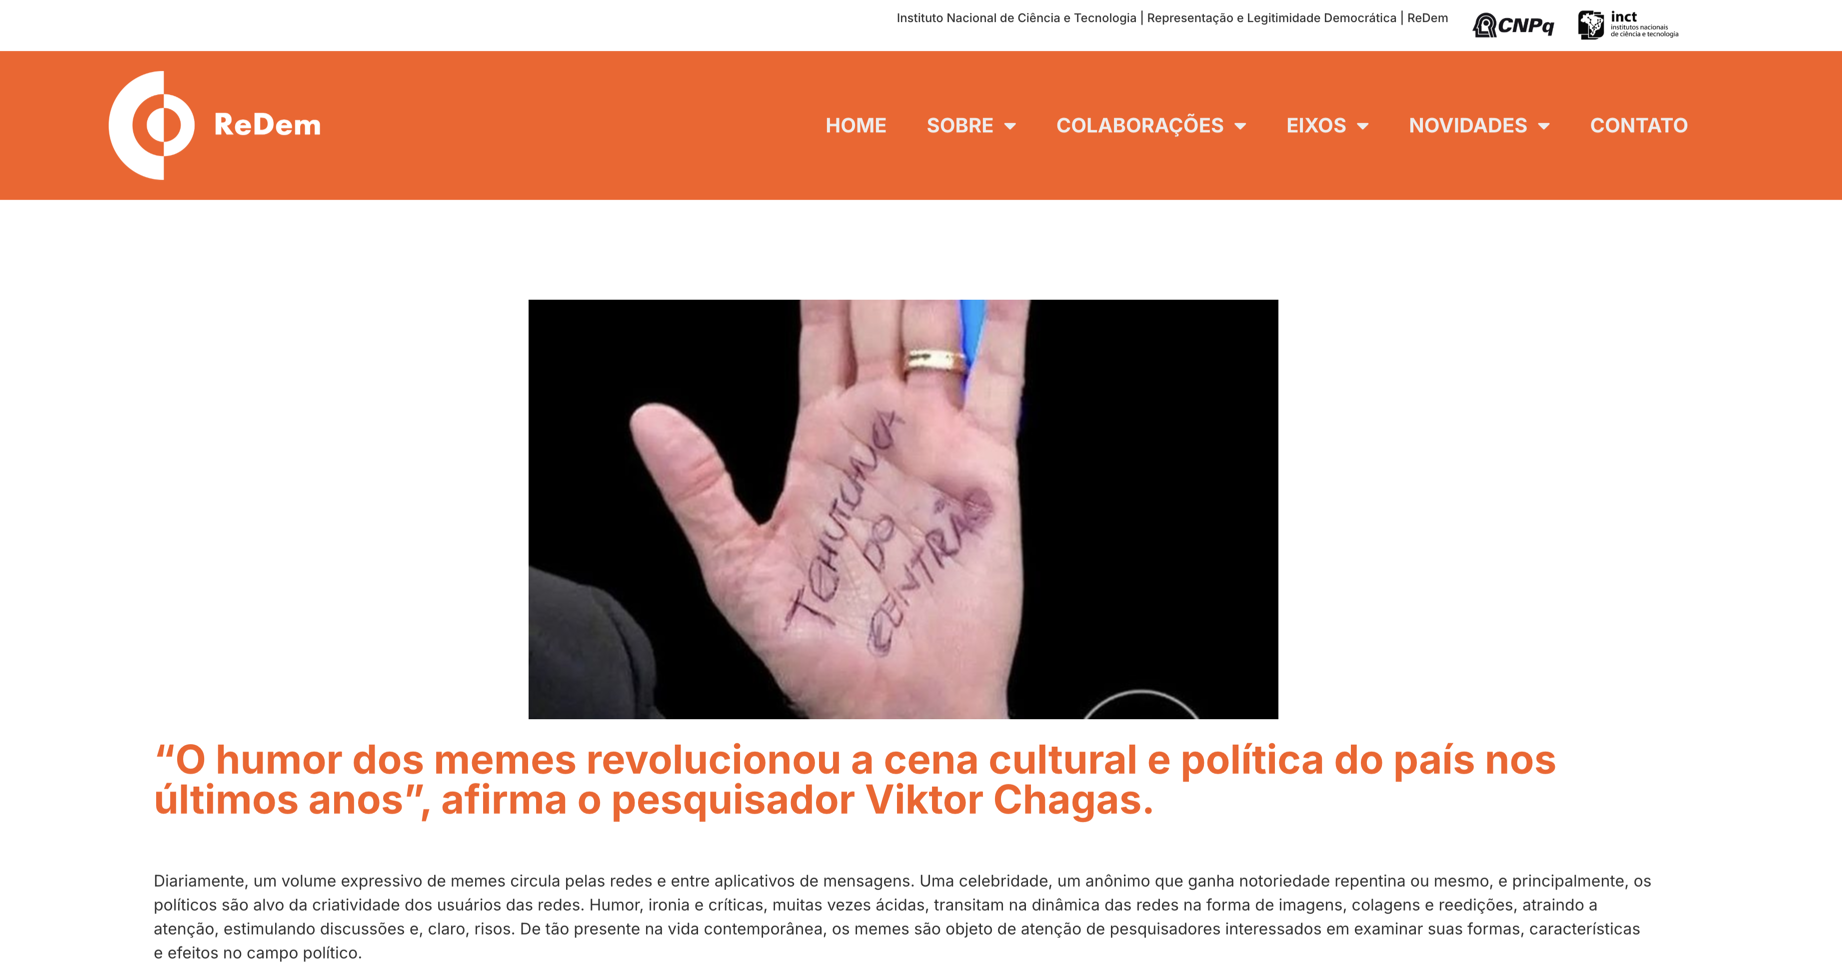 Instituto Nacional de Ciência e Tecnologia | Representação e Legitimidade Democrática | ReDem
CNPq
inct
institutos nacionais
de ciência e tecnologia
ReDem
HOME
SOBRE
COLABORAÇÕES
EIXOS
NOVIDADES
CONTATO
DO
“O humor dos memes revolucionou a cena cultural e política do país nos
últimos anos”, afirma o pesquisador Viktor Chagas.
Diariamente, um volume expressivo de memes circula pelas redes e entre aplicativos de mensagens. Uma celebridade, um anônimo que ganha notoriedade repentina ou mesmo, e principalmente, os
políticos são alvo da criatividade dos usuários das redes. Humor, ironia e críticas, muitas vezes ácidas, transitam na dinâmica das redes na forma de imagens, colagens e reedições, atraindo a
atenção, estimulando discussões e, claro, risos. De tão presente na vida contemporânea, os memes são objeto de atenção de pesquisadores interessados em examinar suas formas, características
e efeitos no campo político.